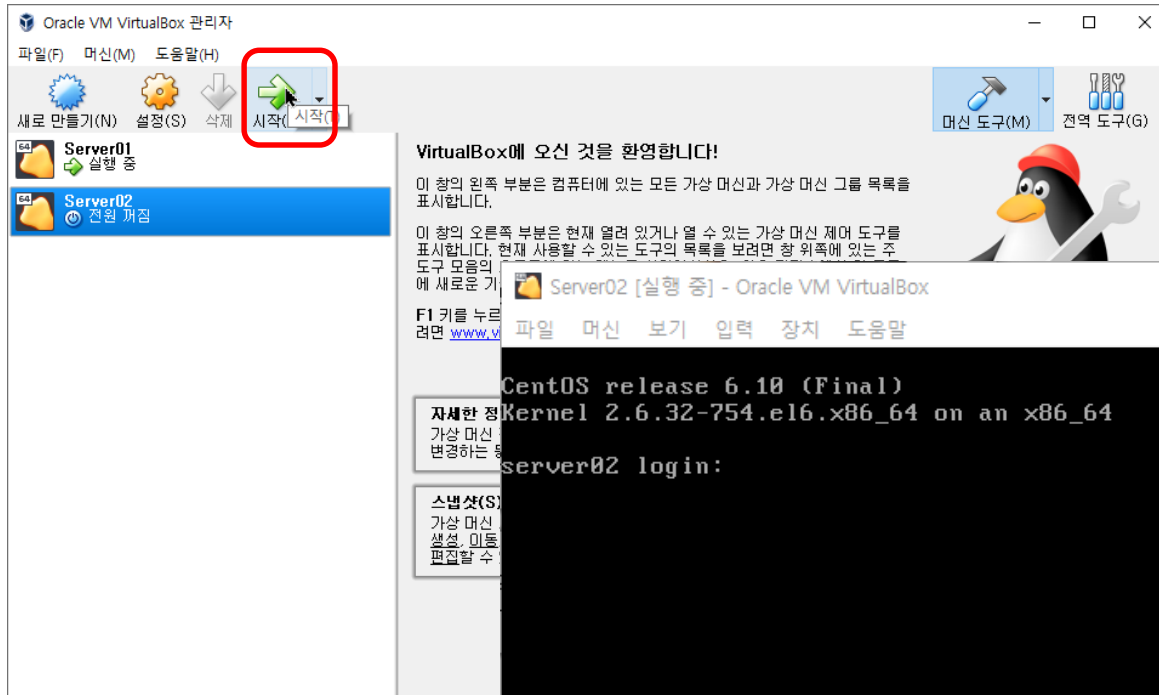 Oracle VM VirtualBox 관리자
파일(F) 머신(M) 도움말(H)
새로 만들기(N) 설정(S) 삭제 시작( 시작(T)
머신 도구(M) 전역 도구(G)
64 Server01
실행 중
64 Server02
전원 꺼짐
VirtualBox에 오신 것을 환영합니다!
이 창의 왼쪽 부분은 컴퓨터에 있는 모든 가상 머신과 가상 머신 그룹 목록을
표시합니다.
이 창의 오른쪽 부분은 현재 열려 있거나 열 수 있는 가상 머신 제어 도구를
표시합니다. 현재 사용할 수 있는 도구의 목록을 보려면 창 위쪽에 있는 주
도구 모음의
에 새로운 기
F1 키를 누르
려면 www.vi
자세한 정
가상 머신
변경하는
스냅샷(S)
가상 머신
생성, 이동
편집할 수
Server02 [실행 중] - Oracle VM VirtualBox
파일 머신 보기 입력 장치 도움말
CentOS release 6.10 (Final)
Kernel 2.6.32-754.el6.x86_64 on an x86_64
server02 login: